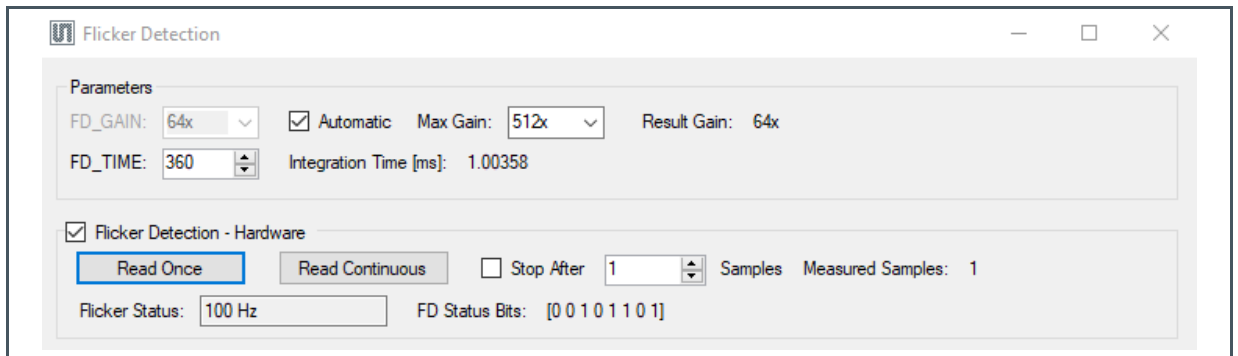 Flicker Detection
Parameters
FD_GAIN: 64x Automatic Max Gain: 512x Result Gain: 64x
FD_TIME: 360 Integration Time [ms]: 1.00358
Flicker Detection - Hardware
Read Once Read Continuous Stop After 1 Samples Measured Samples: 1
Flicker Status: 100 Hz FD Status Bits: [0 0 1 0 1 1 0 1]